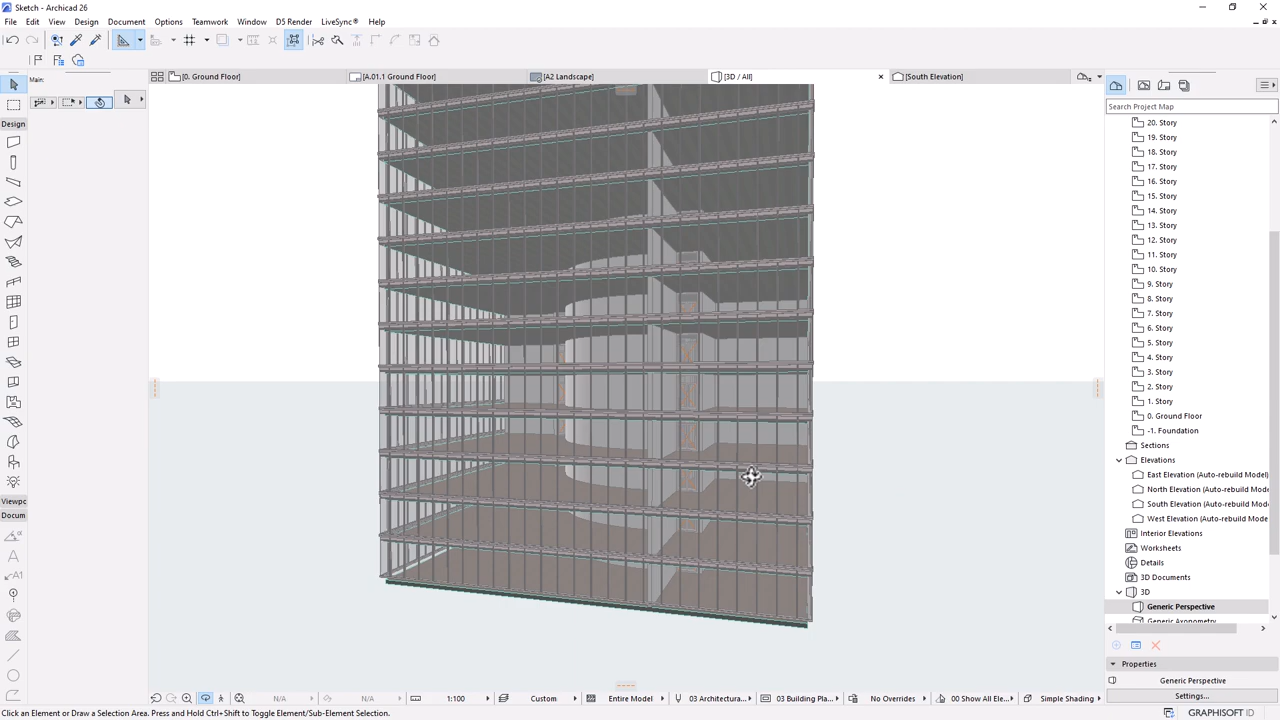 Sketch - Archicad 26
File Edit View Design Document Options Teamwork Window D5 Render LiveSync® Help
[0. Ground Floor] [A.01.1 Ground Floor] [A2 Landscape] [3D / All] [South Elevation]
Main:
Design
Viewpc
Docum
Search Project Map
20. Story
19. Story
18. Story
17. Story
16. Story
15. Story
14. Story
13. Story
12. Story
11. Story
10. Story
9. Story
8. Story
7. Story
6. Story
5. Story
4. Story
3. Story
2. Story
1. Story
0. Ground Floor
-1. Foundation
Sections
Elevations
East Elevation (Auto-rebuild Model)
North Elevation (Auto-rebuild Model)
South Elevation (Auto-rebuild Mode
West Elevation (Auto-rebuild Mode
Interior Elevations
Worksheets
Details
3D Documents
3D
Generic Perspective
Generic Axonometry
Properties
Generic Perspective
Settings...
N/A N/A 1:100 Custom Entire Model 03 Architectura... 03 Building Pla... No Overrides 00 Show All Ele... Simple Shading
Click an Element or Draw a Selection Area. Press and Hold Ctrl+Shift to Toggle Element/Sub-Element Selection.
GRAPHISOFT ID